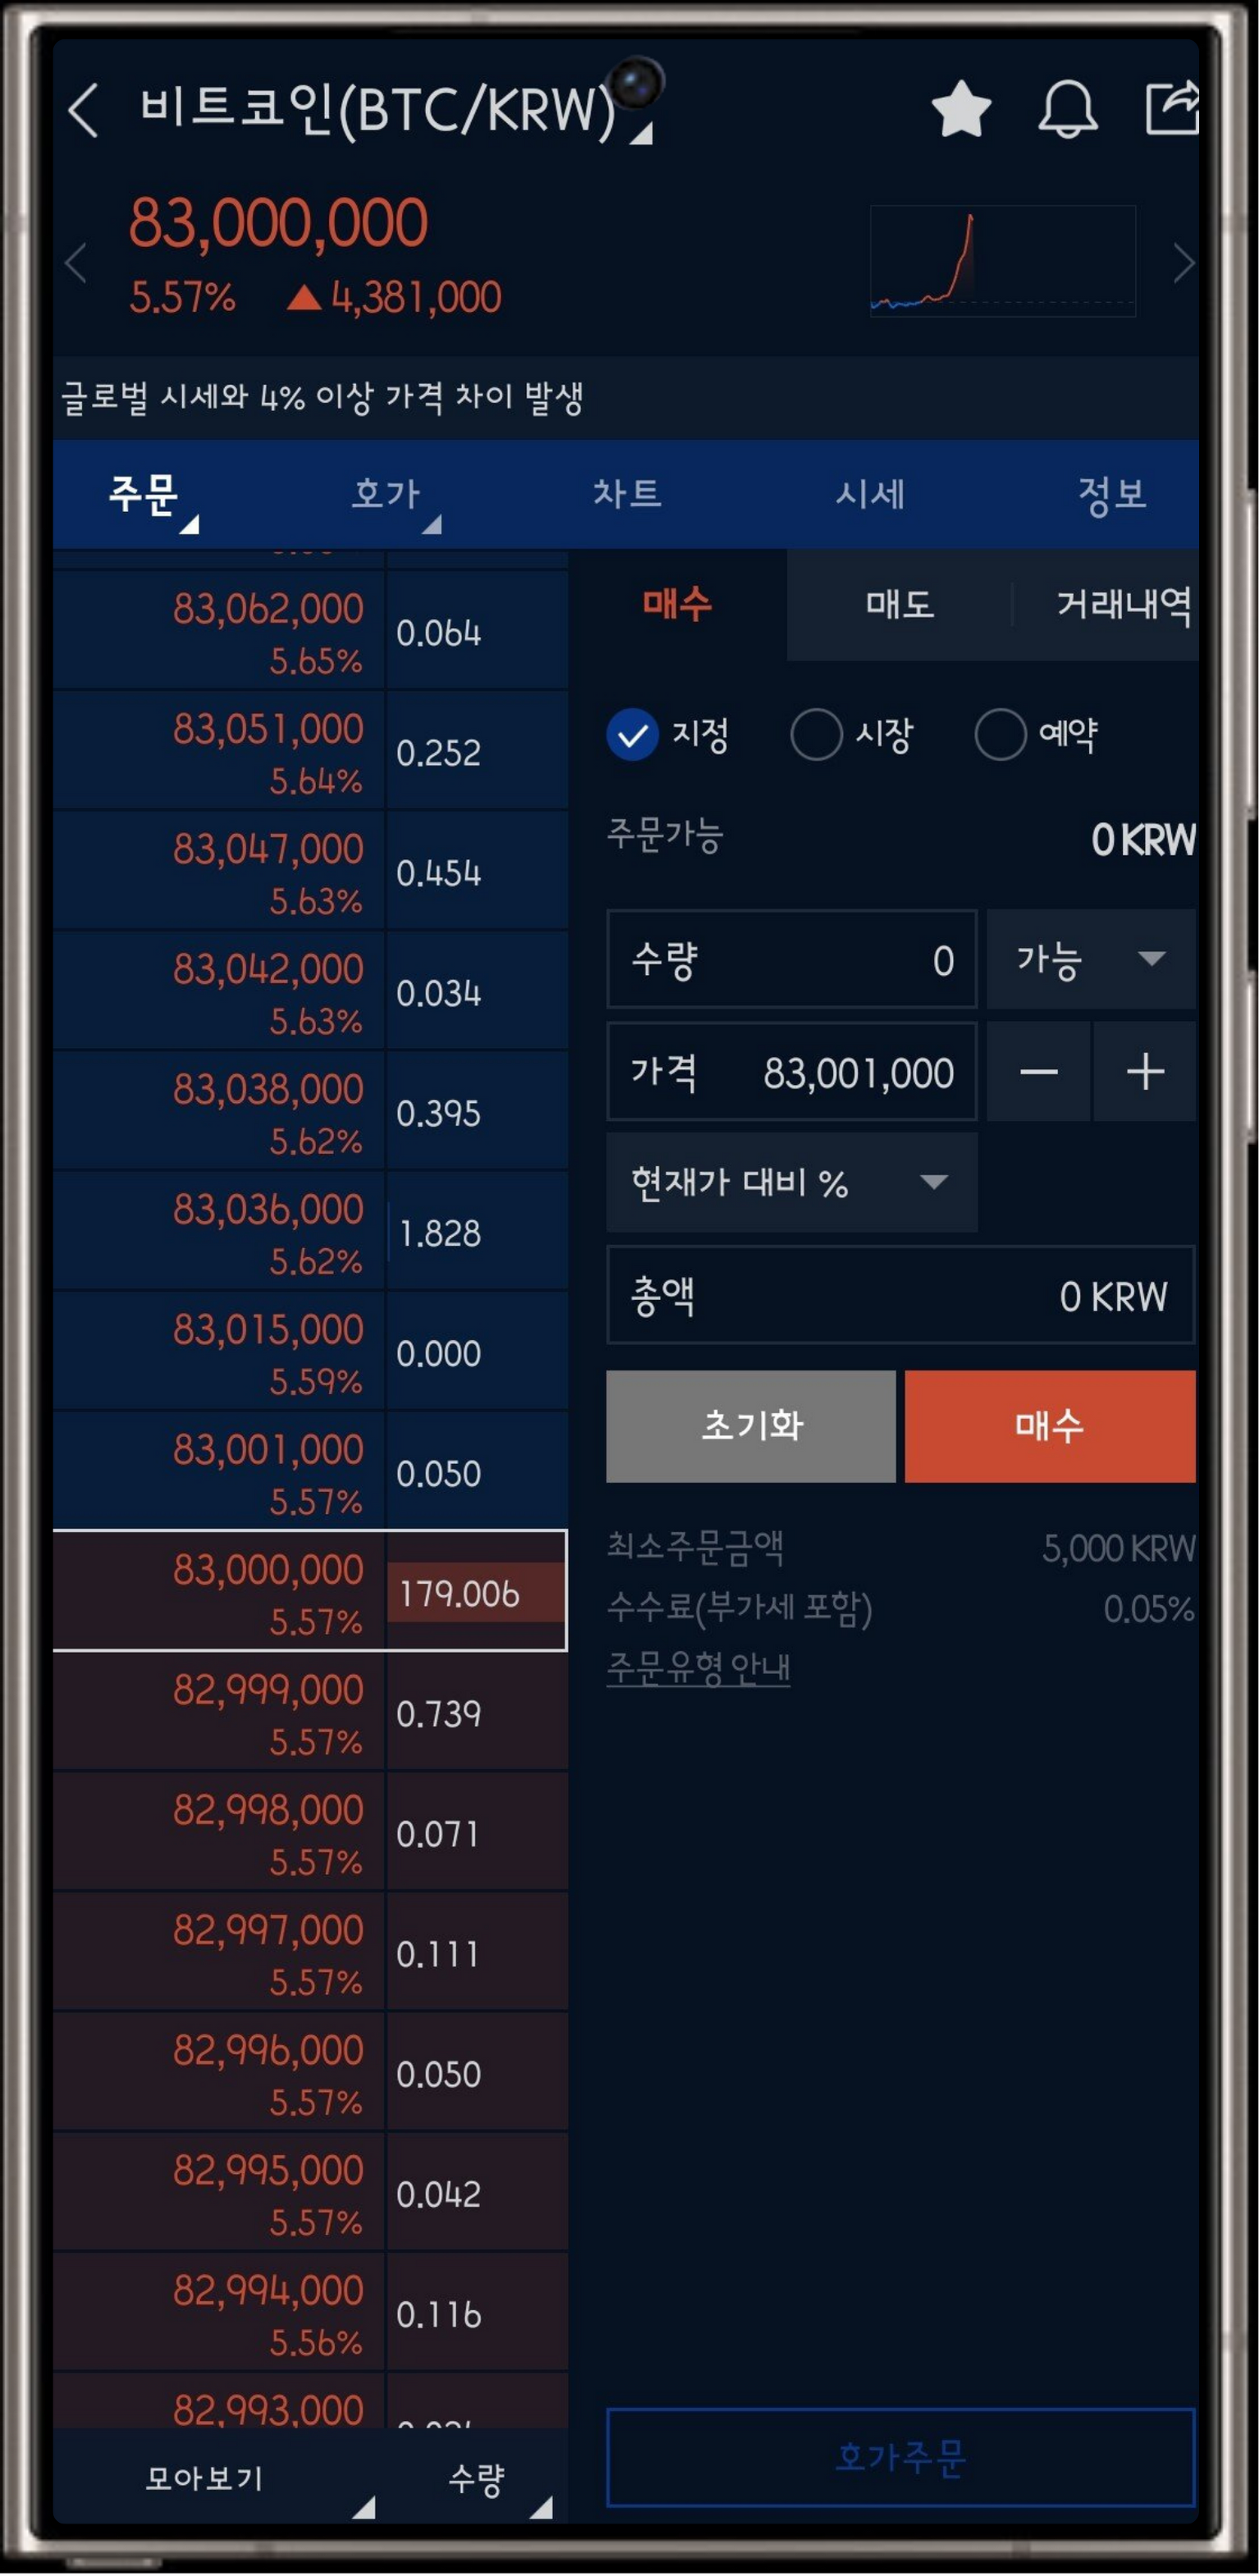 비트코인(BTC/KRW)
83,000,000
5.57% ▲4,381,000
글로벌 시세와 4% 이상 가격 차이 발생
주문 호가 차트 시세 정보
매수 매도 거래내역
83,062,000 0.064
5.65%
83,051,000 0.252
5.64%
83,047,000 0.454
5.63%
83,042,000 0.034
5.63%
83,038,000 0.395
5.62%
83,036,000 1.828
5.62%
83,015,000 0.000
5.59%
83,001,000 0.050
5.57%
83,000,000 179.006
5.57%
82,999,000 0.739
5.57%
82,998,000 0.071
5.57%
82,997,000 0.111
5.57%
82,996,000 0.050
5.57%
82,995,000 0.042
5.57%
82,994,000 0.116
5.56%
82,993,000
모아보기 수량
지정 시장 예약
주문가능 0 KRW
수량 0 가능
가격 83,001,000 − +
현재가 대비 %
총액 0 KRW
초기화 매수
최소주문금액 5,000 KRW
수수료(부가세 포함) 0.05%
주문유형 안내
호가주문